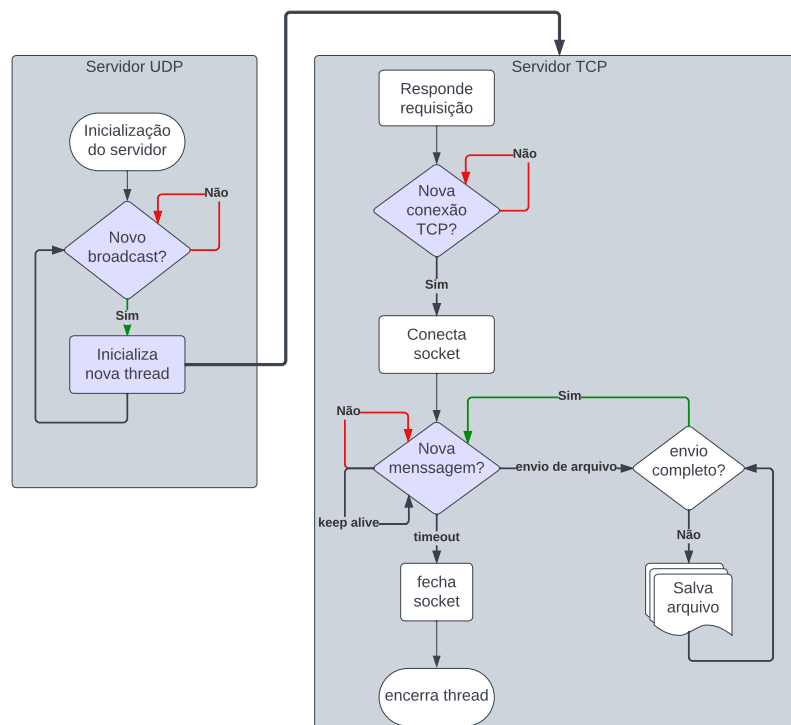 Servidor UDP
Inicialização
do servidor
Não
Novo
broadcast?
Sim
Inicializa
nova thread
Servidor TCP
Responde
requisição
Não
Nova
conexão
TCP?
Sim
Conecta
socket
Sim
Não
Nova
menssagem?
envio de arquivo
envio
completo?
keep alive
timeout
Não
fecha
socket
Salva
arquivo
encerra thread